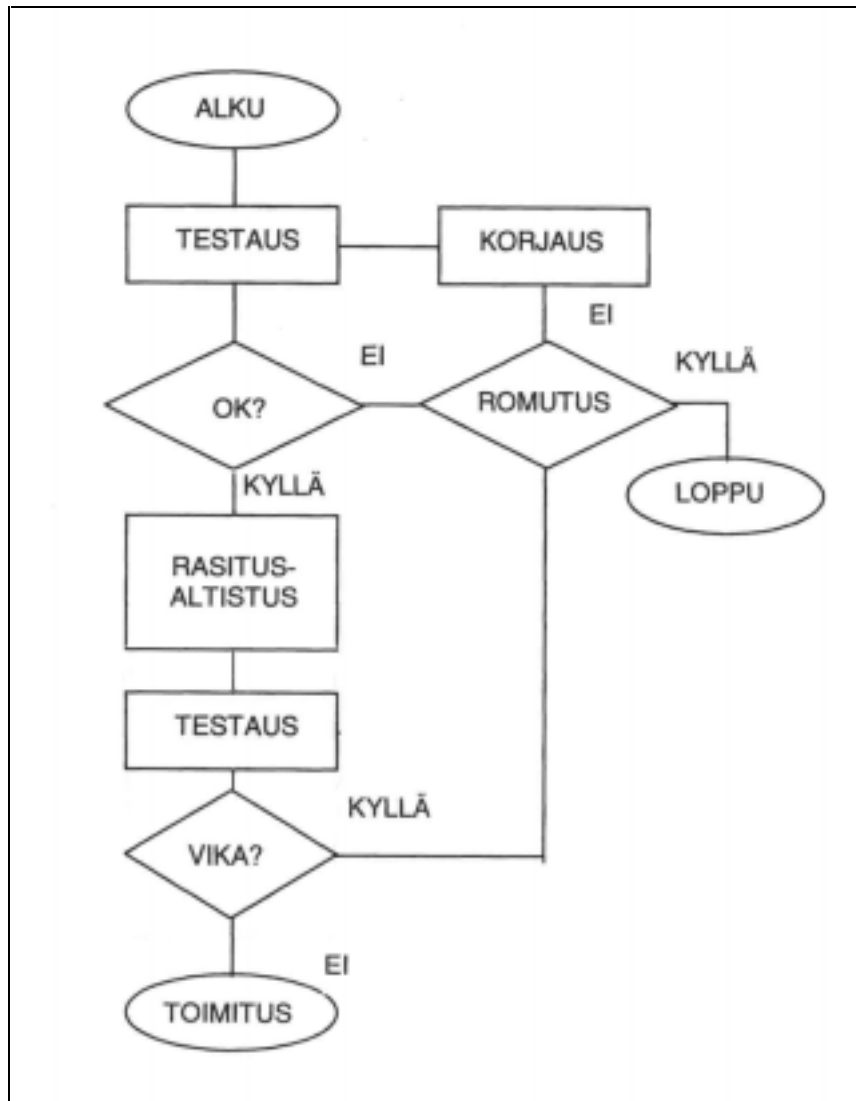 ALKU
TESTAUS
KORJAUS
EI
EI
KYLLÄ
OK?
ROMUTUS
KYLLÄ
LOPPU
RASITUS-
ALTISTUS
TESTAUS
KYLLÄ
VIKA?
EI
TOIMITUS